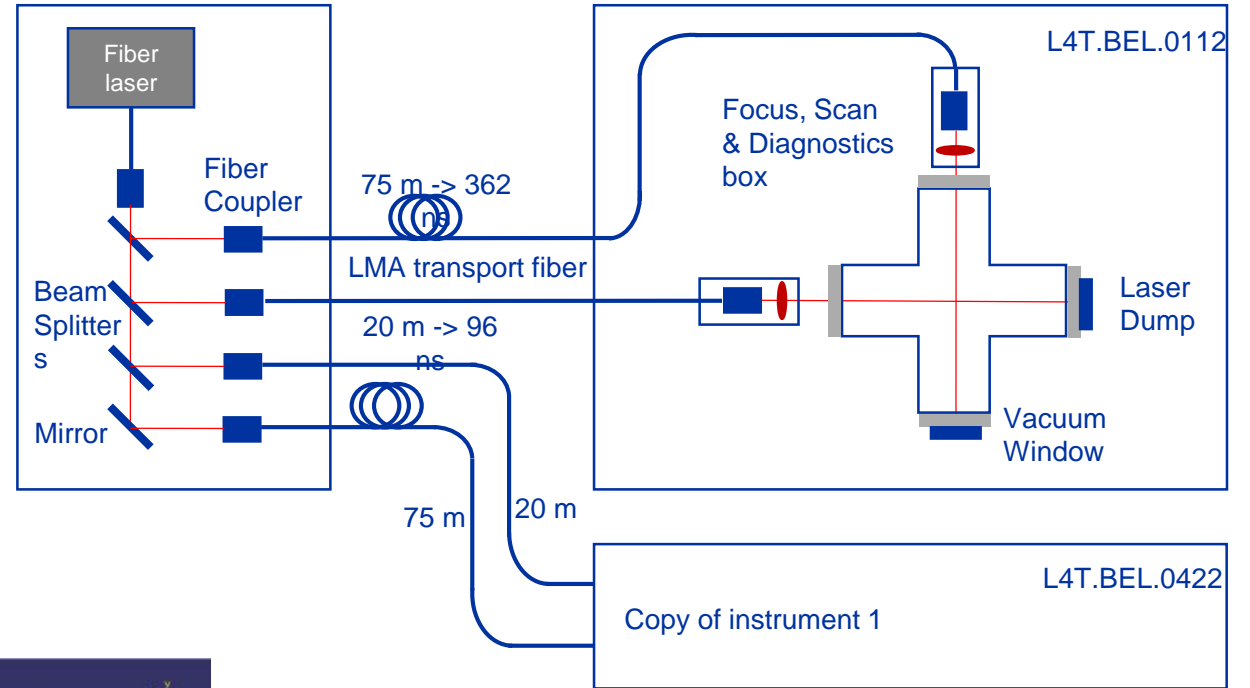 Fiber
laser
L4T.BEL.0112
Focus, Scan
& Diagnostics
box
Fiber
Coupler
75 m -> 362
ns
LMA transport fiber
Beam
Splitter
s
20 m -> 96
ns
Laser
Dump
Mirror
Vacuum
Window
75 m
20 m
L4T.BEL.0422
Copy of instrument 1